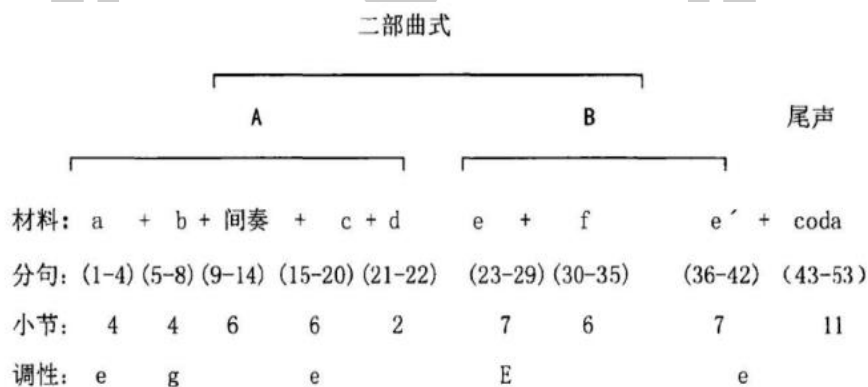 二部曲式
A B 尾声
材料: a + b + 间奏 + c + d e + f e´ + coda
分句: (1-4) (5-8) (9-14) (15-20) (21-22) (23-29) (30-35) (36-42) (43-53)
小节: 4 4 6 6 2 7 6 7 11
调性: e g e E e